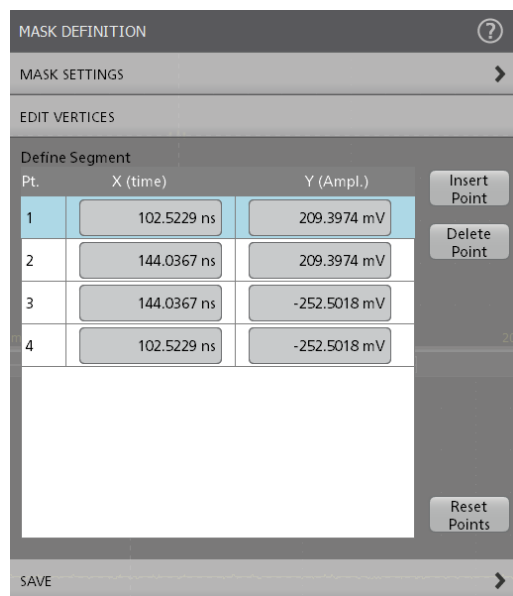 MASK DEFINITION ?
MASK SETTINGS
EDIT VERTICES
Define Segment
Pt. X (time) Y (Ampl.)
1 102.5229 ns 209.3974 mV
2 144.0367 ns 209.3974 mV
3 144.0367 ns -252.5018 mV
4 102.5229 ns -252.5018 mV
Insert
Point
Delete
Point
Reset
Points
SAVE